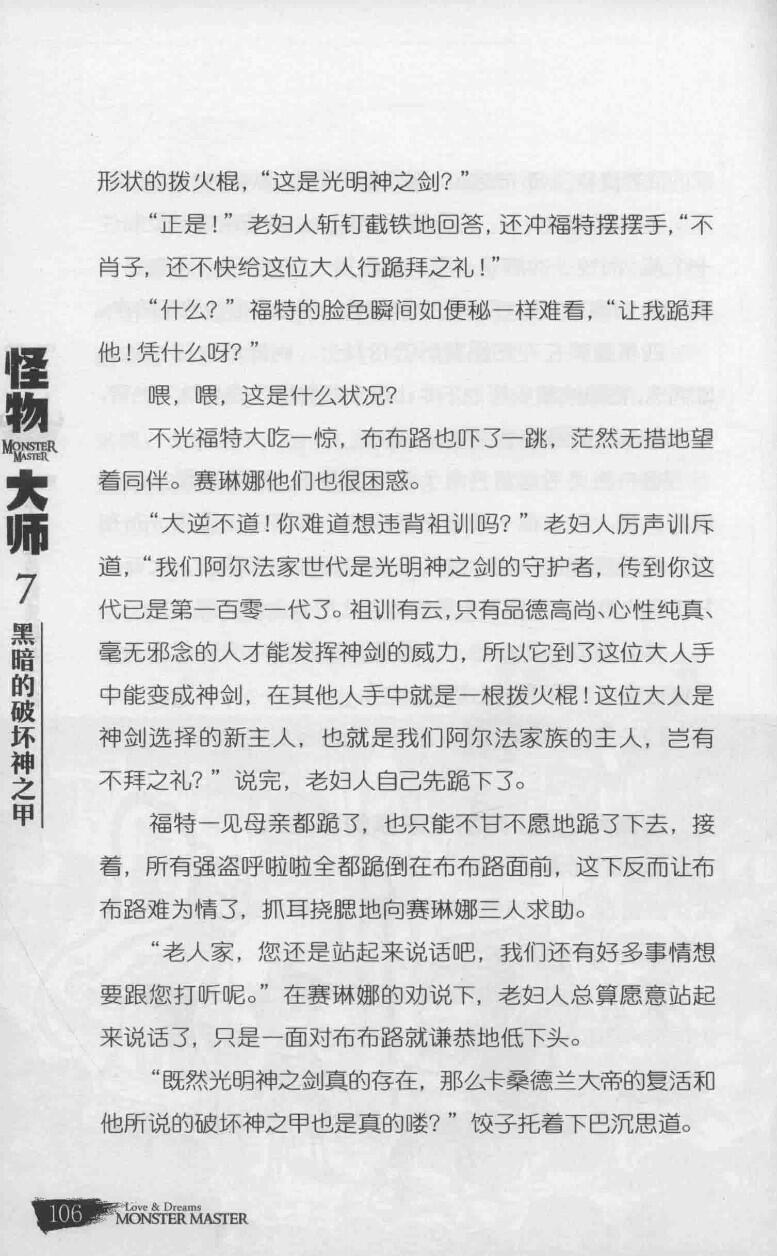 形状的拨火棍，“这是光明神之剑？”
“正是！”老妇人斩钉截铁地回答，还冲福特摆摆手，“不
肖子，还不快给这位大人行跪拜之礼！”
“什么？”福特的脸色瞬间如便秘一样难看，“让我跪拜
他！凭什么呀？”
喂，喂，这是什么状况？
不光福特大吃一惊，布布路也吓了一跳，茫然无措地望
着同伴。赛琳娜他们也很困惑。
“大逆不道！你难道想违背祖训吗？”老妇人厉声训斥
道，“我们阿尔法家世代是光明神之剑的守护者，传到你这
代已是第一百零一代了。祖训有云，只有品德高尚、心性纯真、
毫无邪念的人才能发挥神剑的威力，所以它到了这位大人手
中能变成神剑，在其他人手中就是一根拨火棍！这位大人是
神剑选择的新主人，也就是我们阿尔法家族的主人，岂有
不拜之礼？”说完，老妇人自己先跪下了。
福特一见母亲都跪了，也只能不甘不愿地跪了下去，接
着，所有强盗呼啦啦全都跪倒在布布路面前，这下反而让布
布路难为情了，抓耳挠腮地向赛琳娜三人求助。
“老人家，您还是站起来说话吧，我们还有好多事情想
要跟您打听呢。”在赛琳娜的劝说下，老妇人总算愿意站起
来说话了，只是一面对布布路就谦恭地低下头。
“既然光明神之剑真的存在，那么卡桑德兰大帝的复活和
他所说的破坏神之甲也是真的喽？”饺子托着下巴沉思道。
怪物
MONSTER
MASTER
大师
7
黑暗的破坏神之甲
106
Love & Dreams
MONSTER MASTER